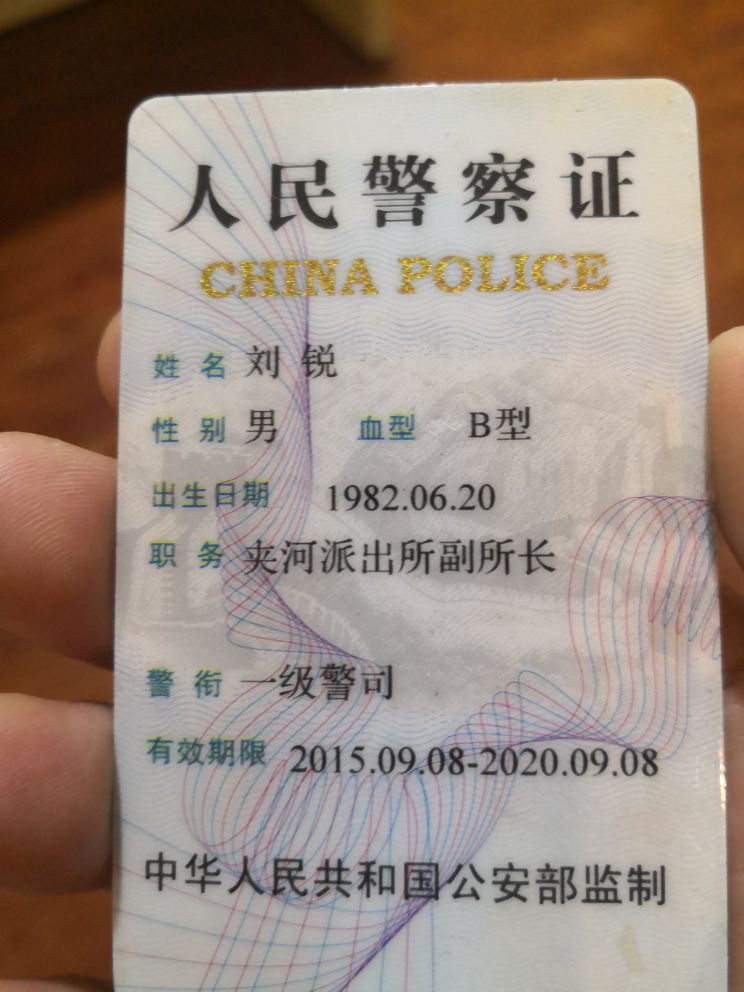 人民警察证
CHINA POLICE
姓名 刘锐
性别 男 血型 B型
出生日期 1982.06.20
职务 夹河派出所副所长
警衔 一级警司
有效期限 2015.09.08-2020.09.08
中华人民共和国公安部监制